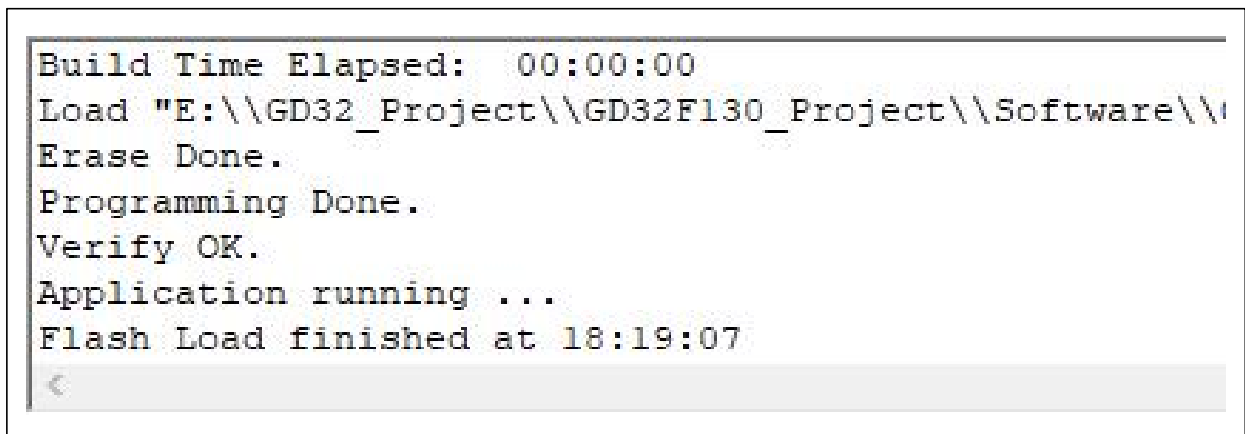 Build Time Elapsed:  00:00:00
Load "E:\\GD32_Project\\GD32F130_Project\\Software\\
Erase Done.
Programming Done.
Verify OK.
Application running ...
Flash Load finished at 18:19:07